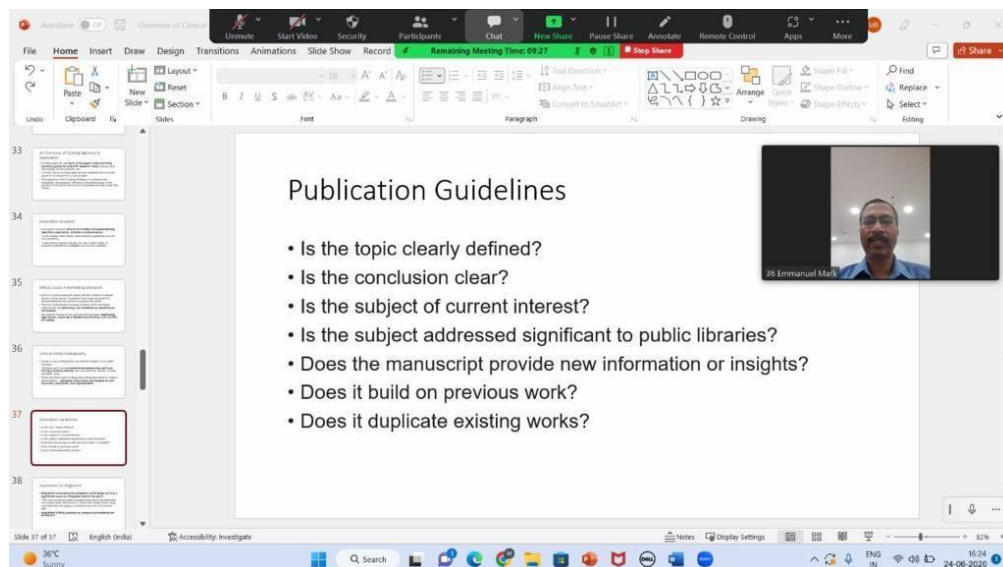 AutoSave
Off
Overview of Clinical
Unmute
Start Video
Security
Participants
Chat
New Share
Pause Share
Annotate
Remote Control
Apps
More
File Home Insert Draw Design Transitions Animations Slide Show Record
Remaining Meeting Time: 09:27
Stop Share
Share
Paste
New
Slide
Layout
Reset
Section
Text Direction
Align Text
Convert to SmartArt
Arrange
Quick
Styles
Shape Fill
Shape Outline
Shape Effects
Find
Replace
Select
Undo
Clipboard
Slides
Font
Paragraph
Drawing
Editing
33
34
35
36
37
38
Publication Guidelines
• Is the topic clearly defined?
• Is the conclusion clear?
• Is the subject of current interest?
• Is the subject addressed significant to public libraries?
• Does the manuscript provide new information or insights?
• Does it build on previous work?
• Does it duplicate existing works?
36 Emmanuel Mark
Slide 37 of 57
English (India)
Accessibility: Investigate
Notes
Display Settings
82%
36°C
Sunny
Search
ENG
IN
16:24
24-06-2020